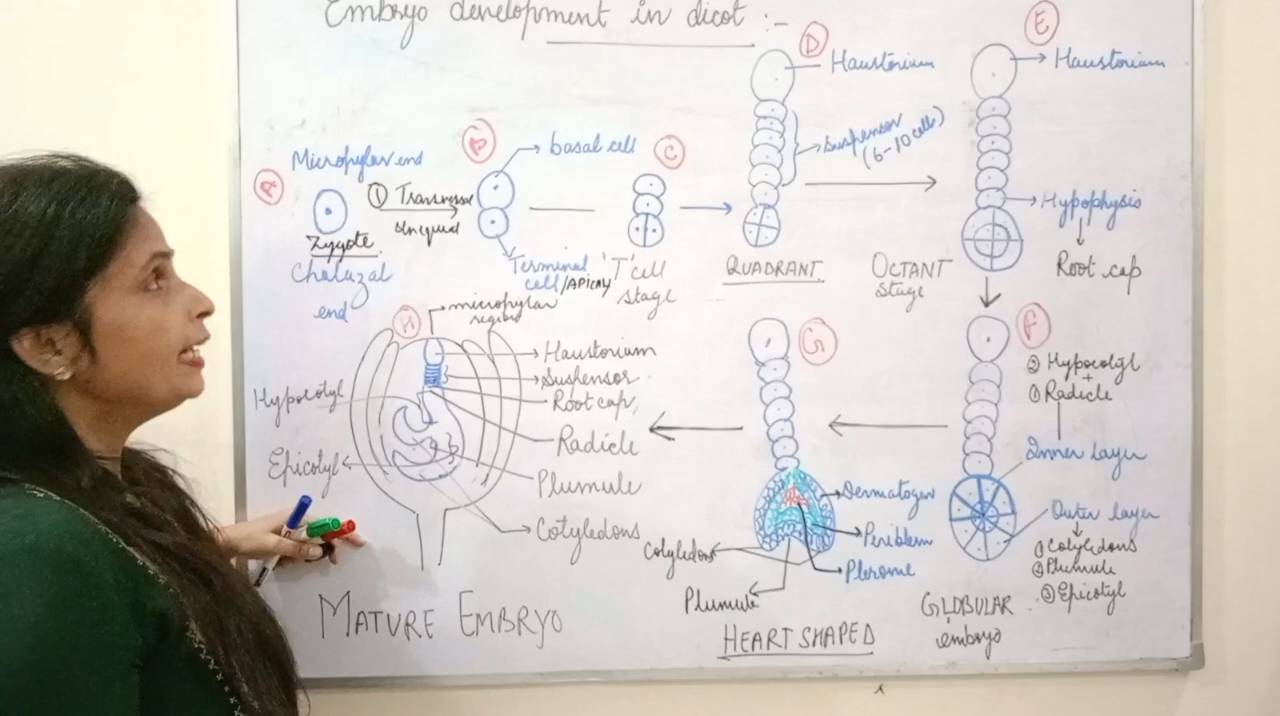 Embryo development in dicot :-
A
Micropylar end
Zygote
Chalazal
end
① Transverse
unequal
B
basal cell
Terminal
cell/APICAL
C
'T' cell
stage
D
Haustorium
Suspensor
(6-10 cells)
QUADRANT
E
Haustorium
Hypophysis
Root cap
OCTANT
stage
F
② Hypocotyl
+
① Radicle
Inner layer
Outer layer
① Cotyledons
② Plumule
③ Epicotyl
GLOBULAR
embryo
G
Dermatogen
Periblem
Plerome
Cotyledons
Plumule
HEART SHAPED
H
micropylar
region
Haustorium
Suspensor
Root cap
Radicle
Plumule
Cotyledons
Hypocotyl
Epicotyl
MATURE EMBRYO